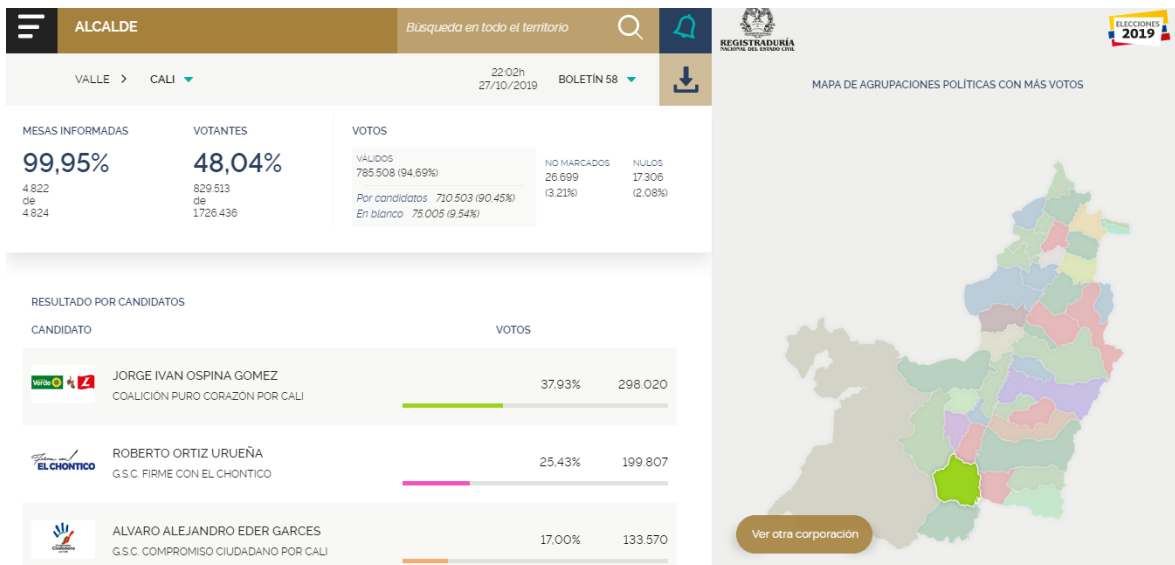 ALCALDE
Búsqueda en todo el territorio
REGISTRADURÍA
NACIONAL DEL ESTADO CIVIL
ELECCIONES
2019
VALLE > CALI
22:02h
27/10/2019
BOLETÍN 58
MAPA DE AGRUPACIONES POLÍTICAS CON MÁS VOTOS
MESAS INFORMADAS
99,95%
4.822
de
4.824
VOTANTES
48,04%
829.513
de
1.726.436
VOTOS
VÁLIDOS
785.508 (94,69%)
Por candidatos 710.503 (90,45%)
En blanco 75.005 (9,54%)
NO MARCADOS
26.699
(3,21%)
NULOS
17.306
(2,08%)
RESULTADO POR CANDIDATOS
CANDIDATO VOTOS
Verde L
JORGE IVAN OSPINA GOMEZ
COALICIÓN PURO CORAZÓN POR CALI
37,93% 298.020
Firme con/
EL CHONTICO
ROBERTO ORTIZ URUEÑA
G.S.C. FIRME CON EL CHONTICO
25,43% 199.807
ALVARO ALEJANDRO EDER GARCES
G.S.C. COMPROMISO CIUDADANO POR CALI
17,00% 133.570
Ver otra corporación